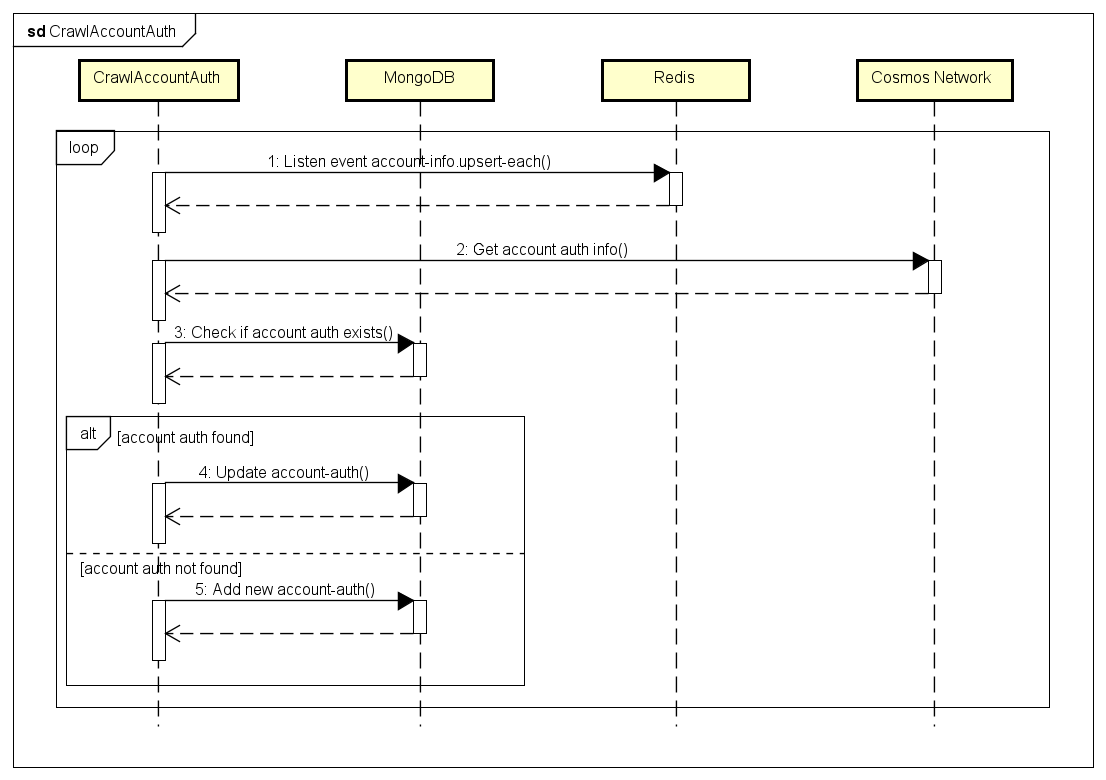 sd CrawlAccountAuth
CrawlAccountAuth
MongoDB
Redis
Cosmos Network
loop
1: Listen event account-info.upsert-each()
2: Get account auth info()
3: Check if account auth exists()
alt
[account auth found]
4: Update account-auth()
[account auth not found]
5: Add new account-auth()